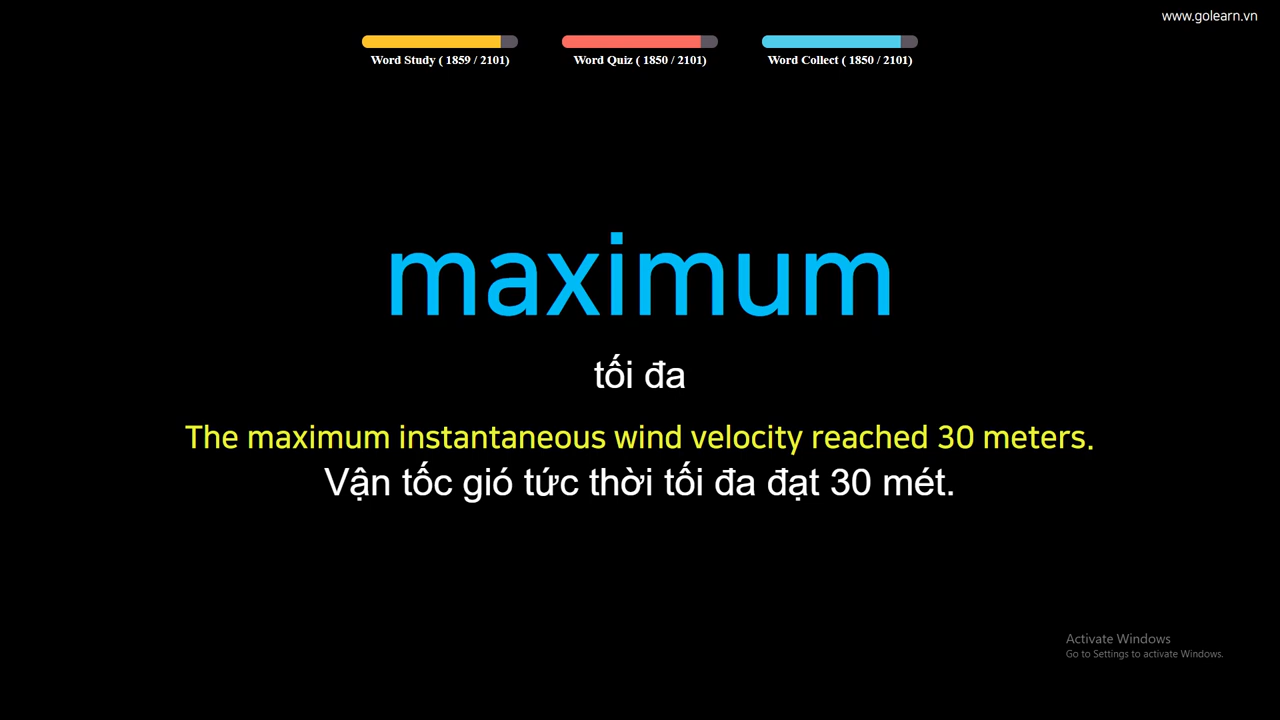 www.golearn.vn
Word Study ( 1859 / 2101)
Word Quiz ( 1850 / 2101)
Word Collect ( 1850 / 2101)
maximum
tối đa
The maximum instantaneous wind velocity reached 30 meters.
Vận tốc gió tức thời tối đa đạt 30 mét.
Activate Windows
Go to Settings to activate Windows.